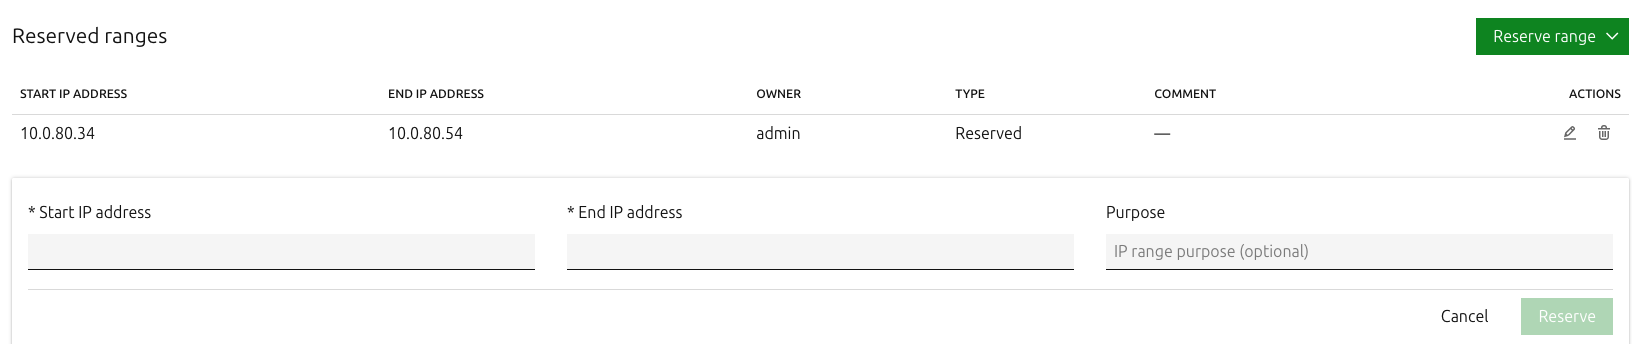 Reserved ranges
Reserve range
START IP ADDRESS END IP ADDRESS OWNER TYPE COMMENT ACTIONS
10.0.80.34 10.0.80.54 admin Reserved —
* Start IP address * End IP address Purpose
IP range purpose (optional)
Cancel Reserve